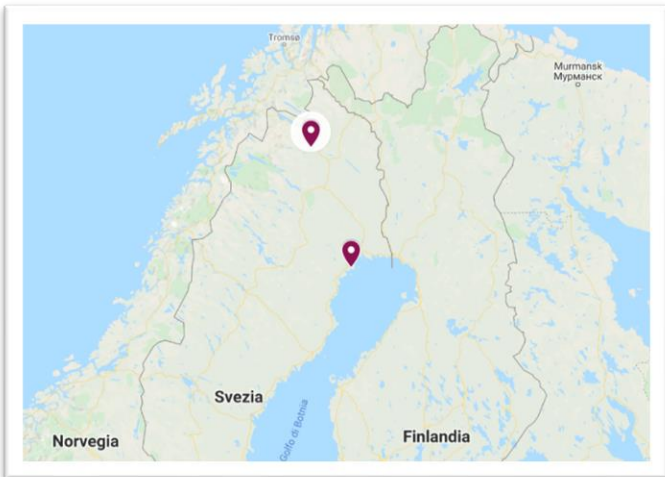 Tromsø
Murmansk
Мурманск
Svezia
Golfo di Botnia
Norvegia
Finlandia